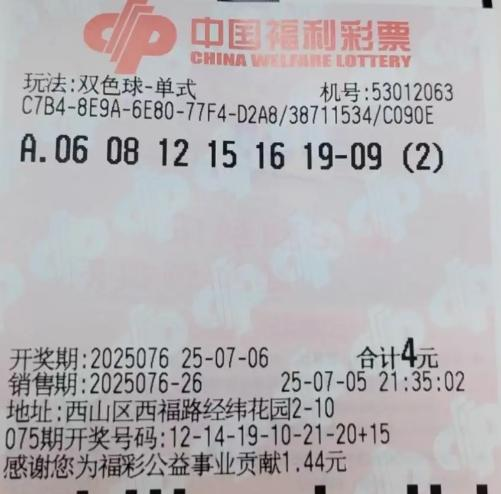 中国福利彩票
CHINA WELFARE LOTTERY
玩法:双色球-单式 机号:53012063
C7B4-8E9A-6E80-77F4-D2A8/38711534/C090E
A.06 08 12 15 16 19-09 (2)
开奖期:2025076 25-07-06 合计4元
销售期:2025076-26 25-07-05 21:35:02
地址:西山区西福路经纬花园2-10
075期开奖号码:12-14-19-10-21-20+15
感谢您为福彩公益事业贡献1.44元